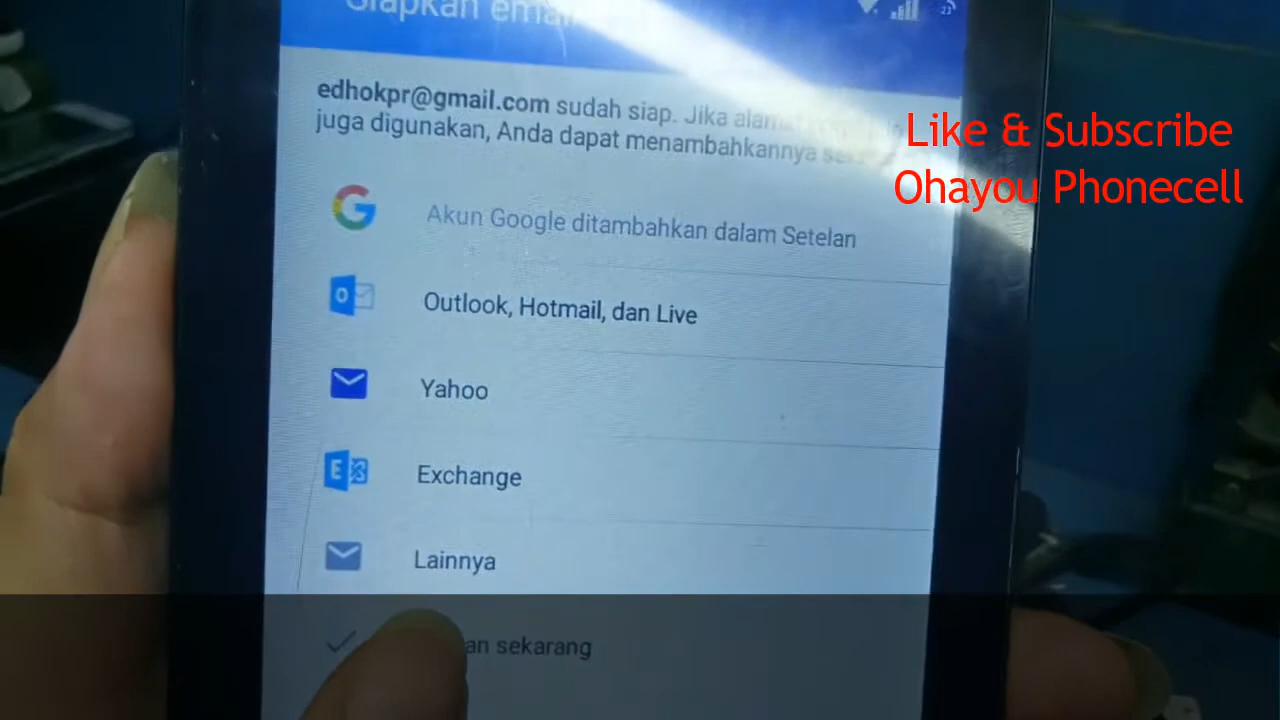 Siapkan
edhokpr@gmail.com sudah siap. Jika alamat
juga digunakan, Anda dapat menambahkannya
Like & Subscribe
Ohayou Phonecell
Akun Google ditambahkan dalam Setelan
Outlook, Hotmail, dan Live
Yahoo
Exchange
Lainnya
sekarang